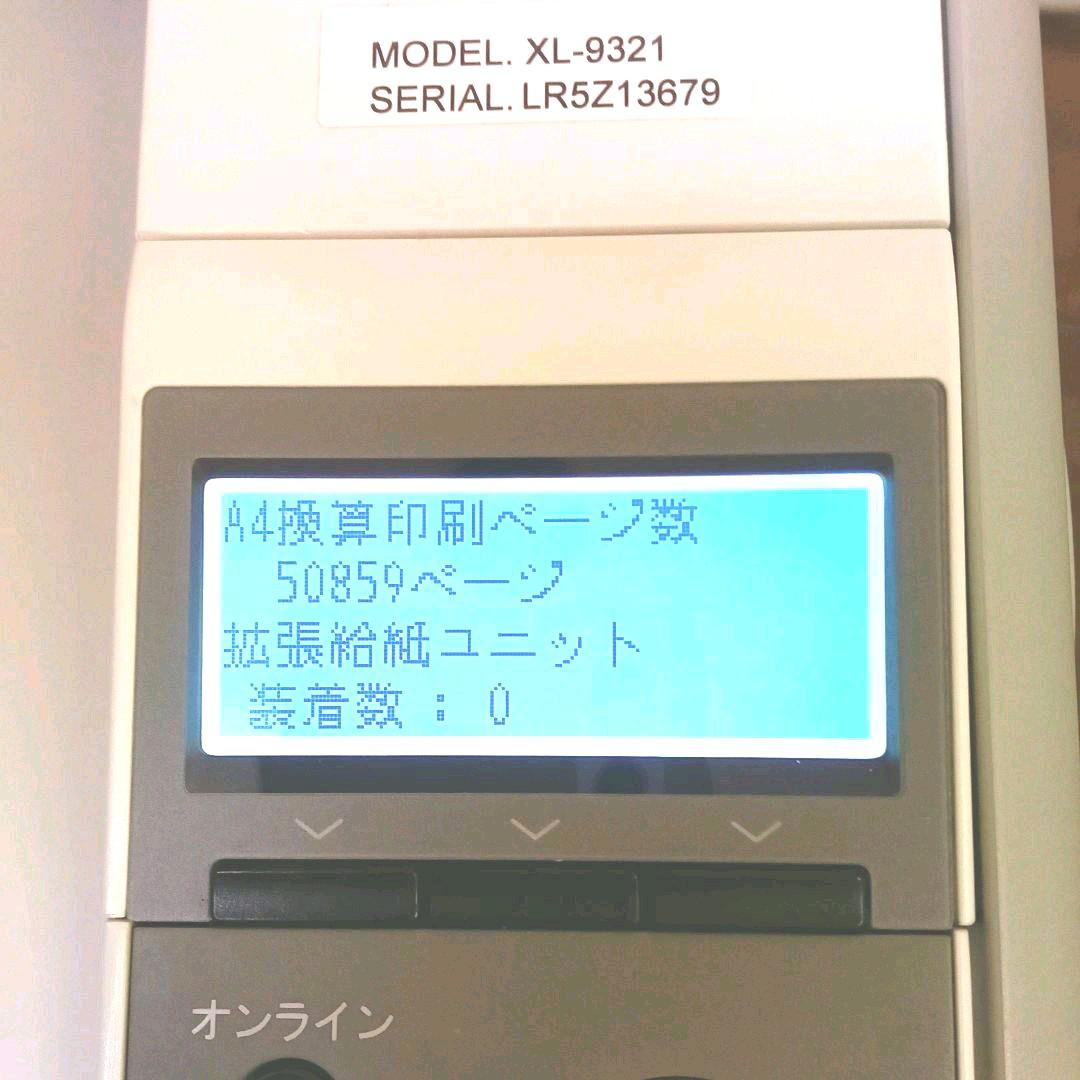 MODEL. XL-9321
SERIAL. LR5Z13679
A4換算印刷ページ数
50859ページ
拡張給紙ユニット
装着数：0
オンライン